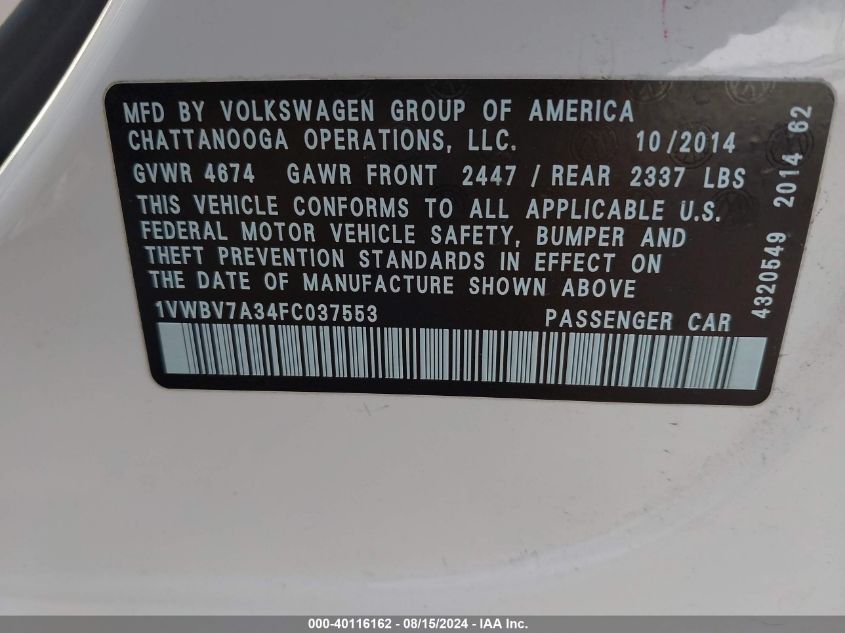 MFD BY VOLKSWAGEN GROUP OF AMERICA
CHATTANOOGA OPERATIONS, LLC. 10/2014
GVWR 4674 GAWR FRONT 2447 / REAR 2337 LBS
THIS VEHICLE CONFORMS TO ALL APPLICABLE U.S.
FEDERAL MOTOR VEHICLE SAFETY, BUMPER AND
THEFT PREVENTION STANDARDS IN EFFECT ON
THE DATE OF MANUFACTURE SHOWN ABOVE
1VWBV7A34FC037553 PASSENGER CAR
4320549 2014 62
000-40116162 - 08/15/2024 - IAA Inc.